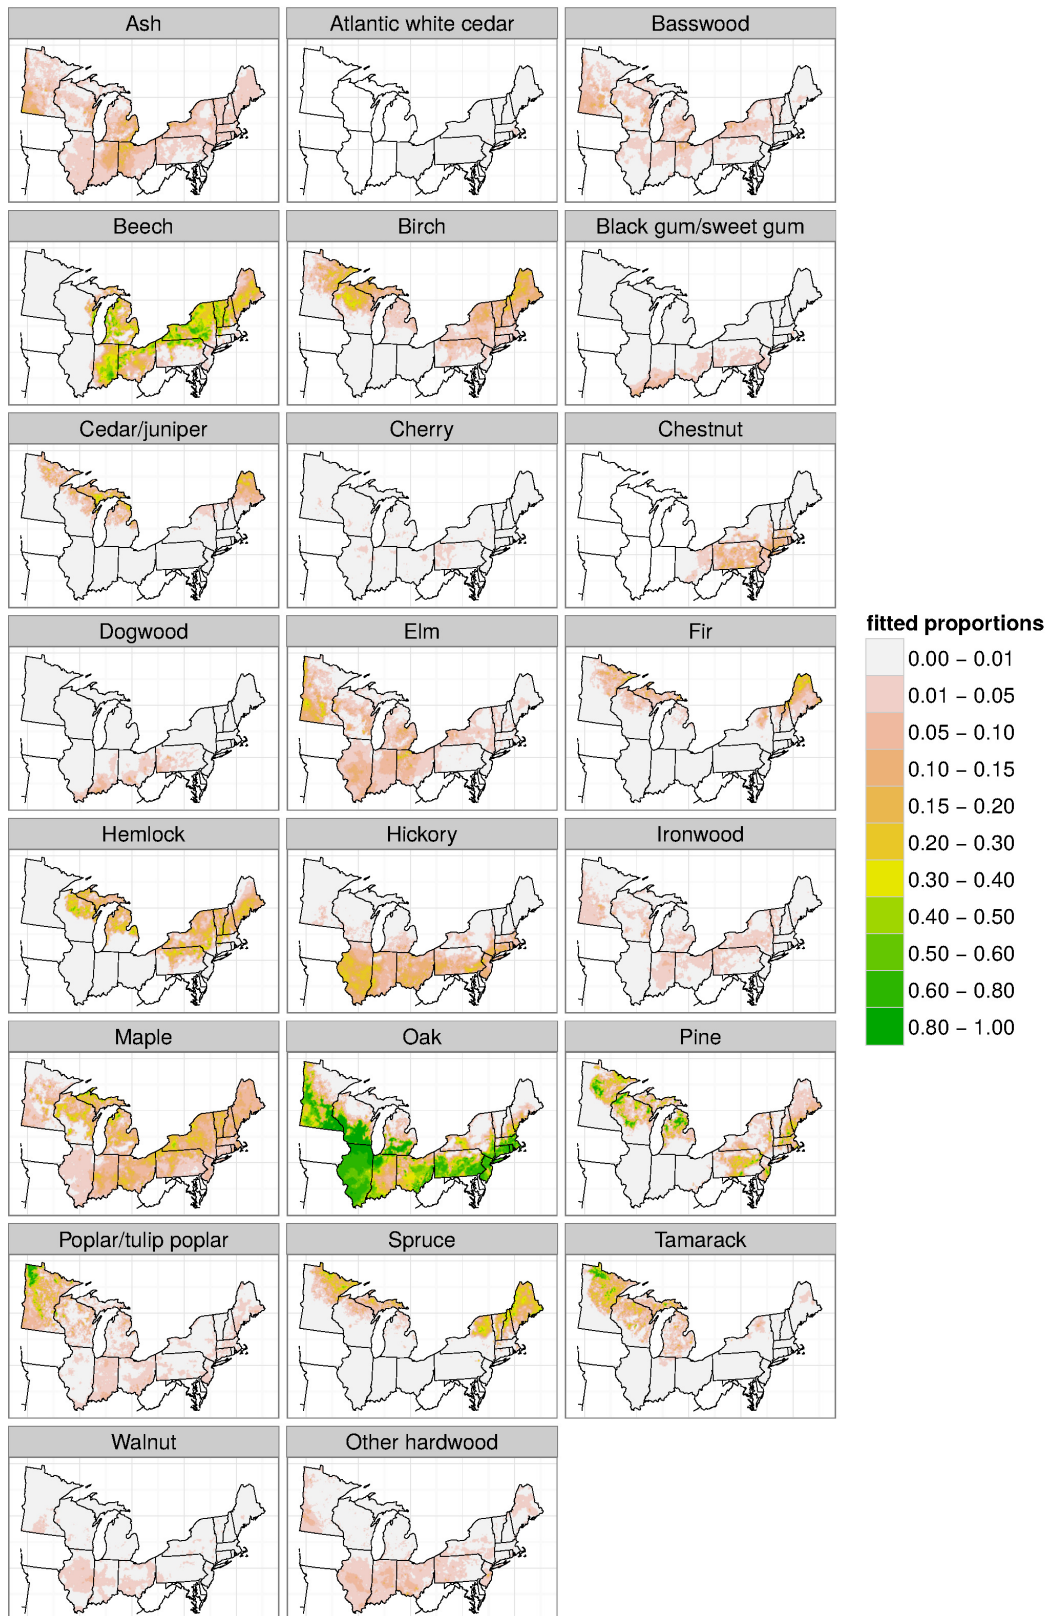 Ash
Atlantic white cedar
Basswood
Beech
Birch
Black gum/sweet gum
Cedar/juniper
Cherry
Chestnut
Dogwood
Elm
Fir
Hemlock
Hickory
Ironwood
Maple
Oak
Pine
Poplar/tulip poplar
Spruce
Tamarack
Walnut
Other hardwood
fitted proportions
0.00 − 0.01
0.01 − 0.05
0.05 − 0.10
0.10 − 0.15
0.15 − 0.20
0.20 − 0.30
0.30 − 0.40
0.40 − 0.50
0.50 − 0.60
0.60 − 0.80
0.80 − 1.00